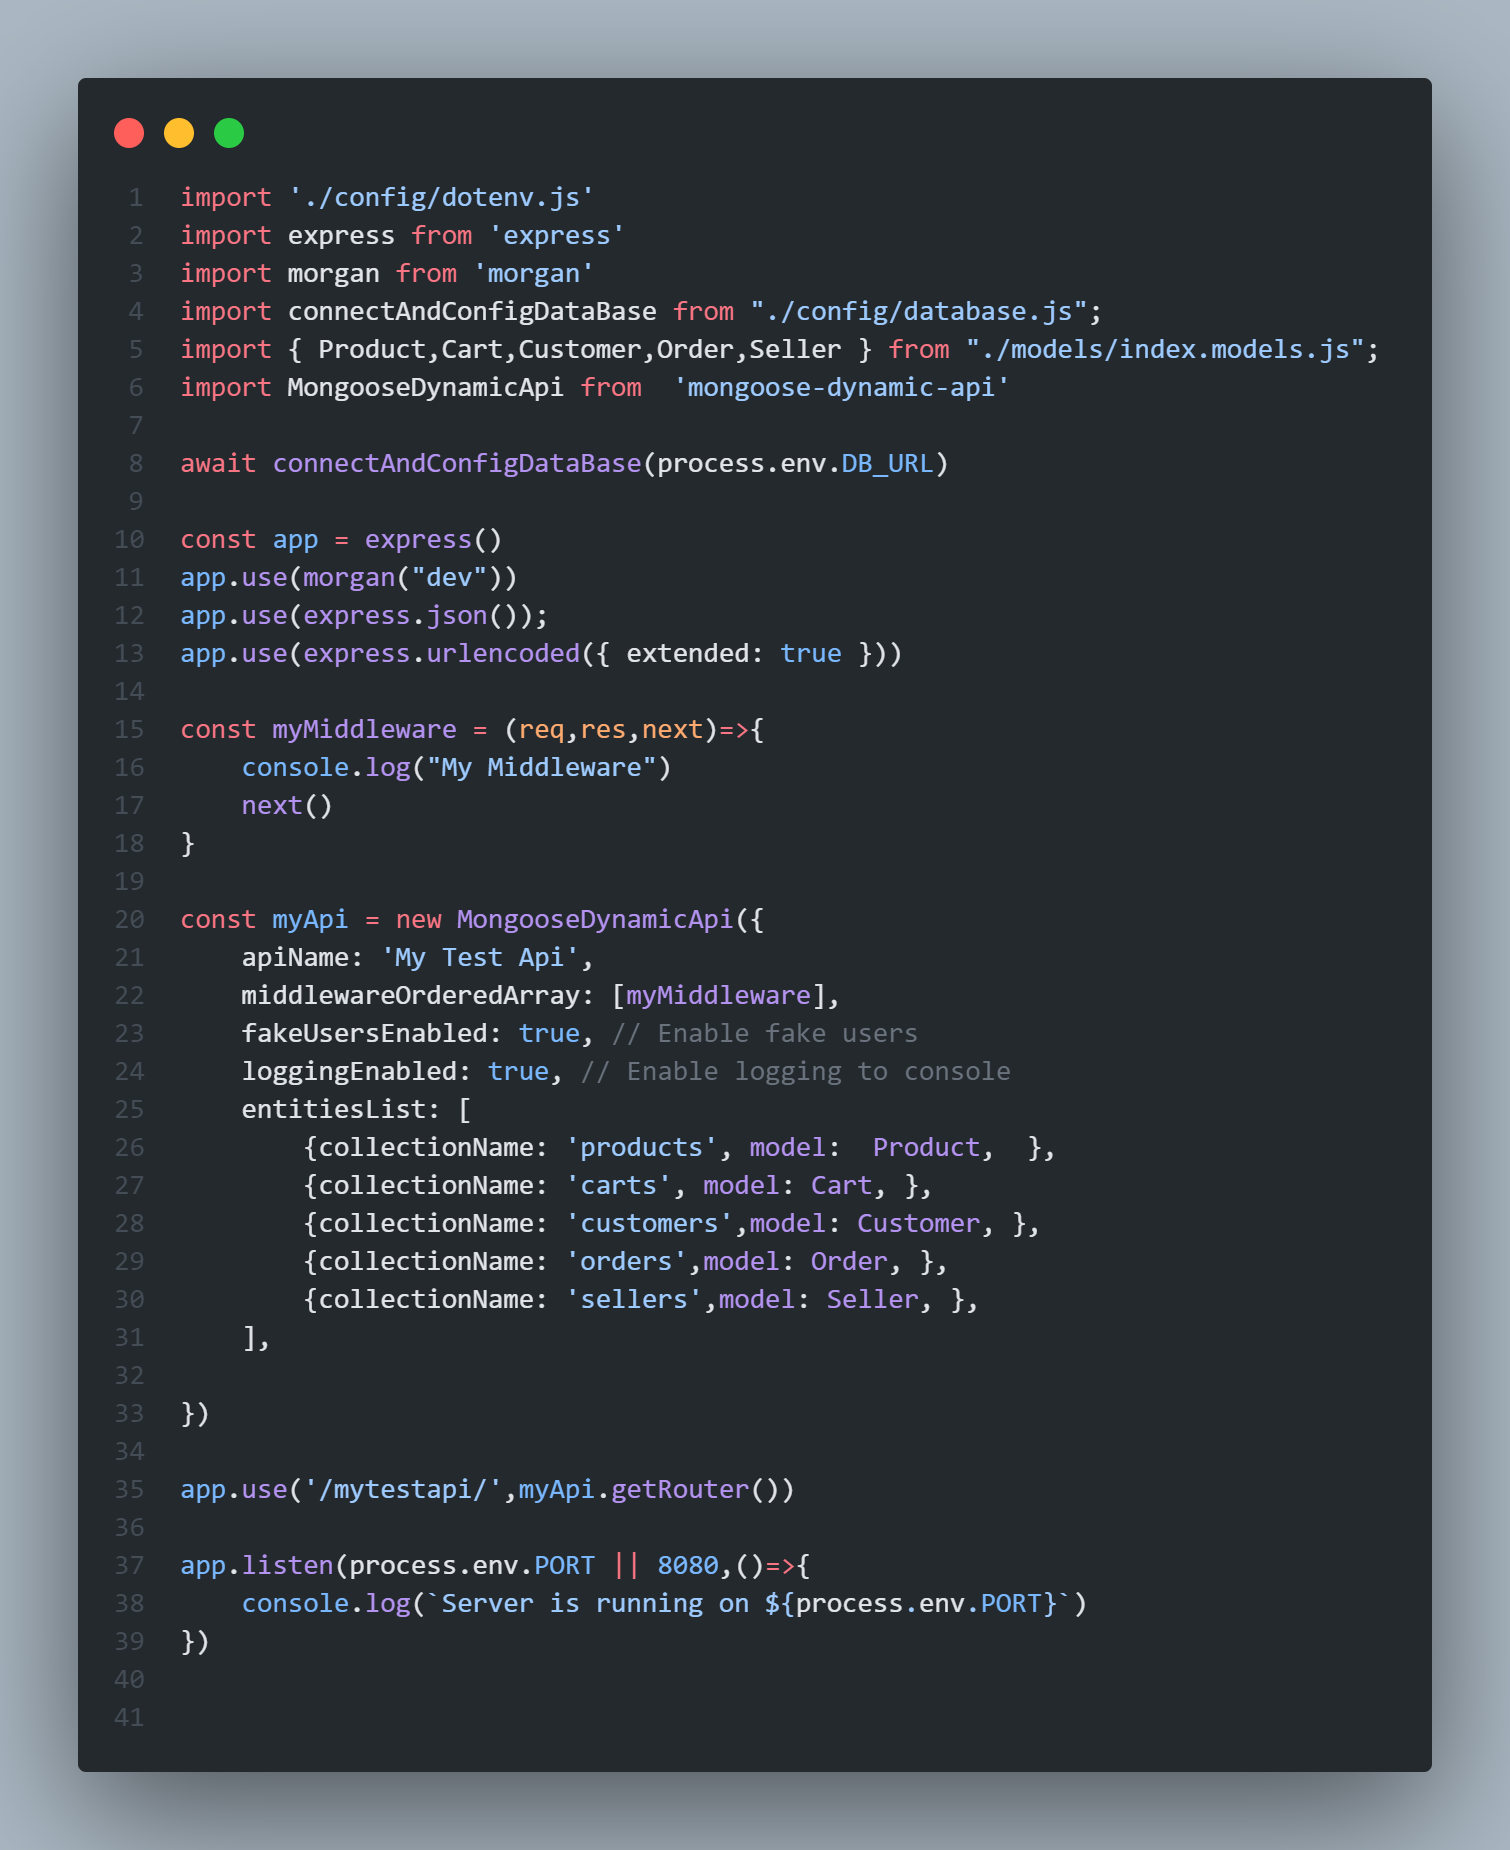 1 import './config/dotenv.js'
2 import express from 'express'
3 import morgan from 'morgan'
4 import connectAndConfigDataBase from "./config/database.js";
5 import { Product,Cart,Customer,Order,Seller } from "./models/index.models.js";
6 import MongooseDynamicApi from  'mongoose-dynamic-api'
7
8 await connectAndConfigDataBase(process.env.DB_URL)
9
10 const app = express()
11 app.use(morgan("dev"))
12 app.use(express.json());
13 app.use(express.urlencoded({ extended: true }))
14
15 const myMiddleware = (req,res,next)=>{
16     console.log("My Middleware")
17     next()
18 }
19
20 const myApi = new MongooseDynamicApi({
21     apiName: 'My Test Api',
22     middlewareOrderedArray: [myMiddleware],
23     fakeUsersEnabled: true, // Enable fake users
24     loggingEnabled: true, // Enable logging to console
25     entitiesList: [
26         {collectionName: 'products', model:  Product,  },
27         {collectionName: 'carts', model: Cart, },
28         {collectionName: 'customers',model: Customer, },
29         {collectionName: 'orders',model: Order, },
30         {collectionName: 'sellers',model: Seller, },
31     ],
32
33 })
34
35 app.use('/mytestapi/',myApi.getRouter())
36
37 app.listen(process.env.PORT || 8080,()=>{
38     console.log(`Server is running on ${process.env.PORT}`)
39 })
40
41